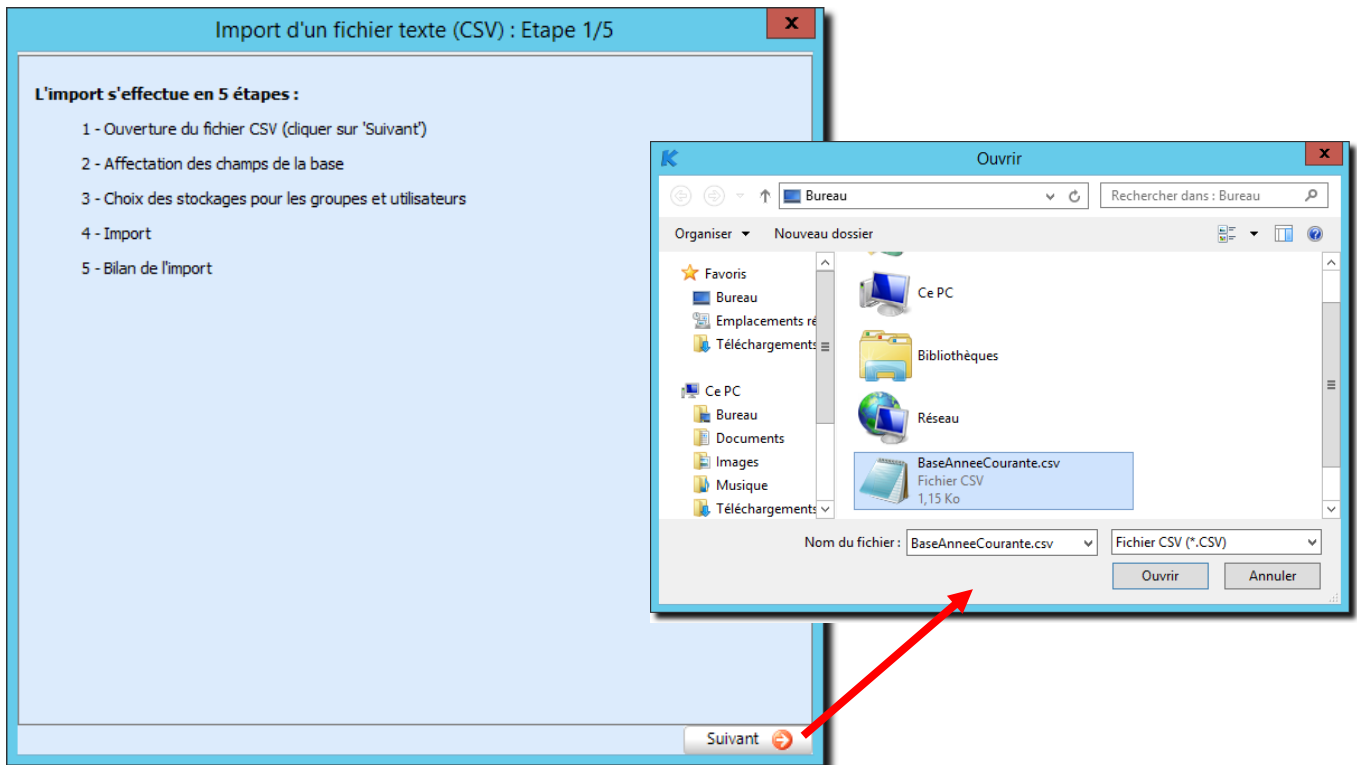 Import d'un fichier texte (CSV) : Etape 1/5
x
L'import s'effectue en 5 étapes :
1 - Ouverture du fichier CSV (cliquer sur 'Suivant')
2 - Affectation des champs de la base
3 - Choix des stockages pour les groupes et utilisateurs
4 - Import
5 - Bilan de l'import
Suivant
K
Ouvrir
x
Bureau
Rechercher dans : Bureau
Organiser
Nouveau dossier
Favoris
Bureau
Emplacements ré
Téléchargements
Ce PC
Bureau
Documents
Images
Musique
Téléchargements
Ce PC
Bibliothèques
Réseau
BaseAnneeCourante.csv
Fichier CSV
1,15 Ko
Nom du fichier :
BaseAnneeCourante.csv
Fichier CSV (*.CSV)
Ouvrir
Annuler